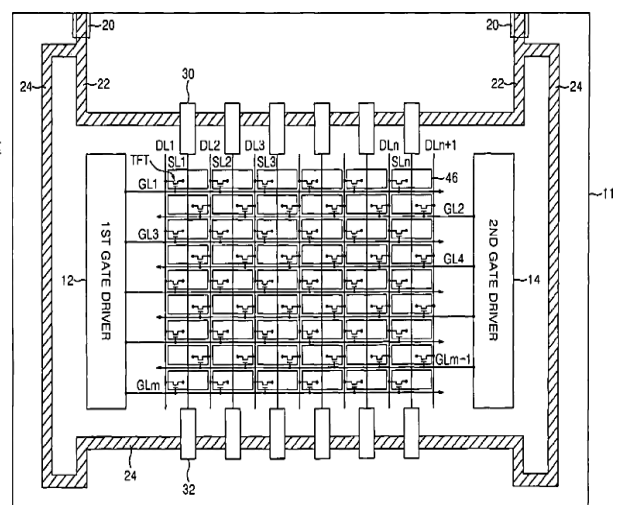 20
20
24
22
30
22
24
DL1
DL2
DL3
DLn
DLn+1
TFT
SL1
SL2
SL3
SLn
46
GL1
11
GL2
GL3
GL4
12
1ST GATE DRIVER
2ND GATE DRIVER
14
GLm-1
GLm
24
32